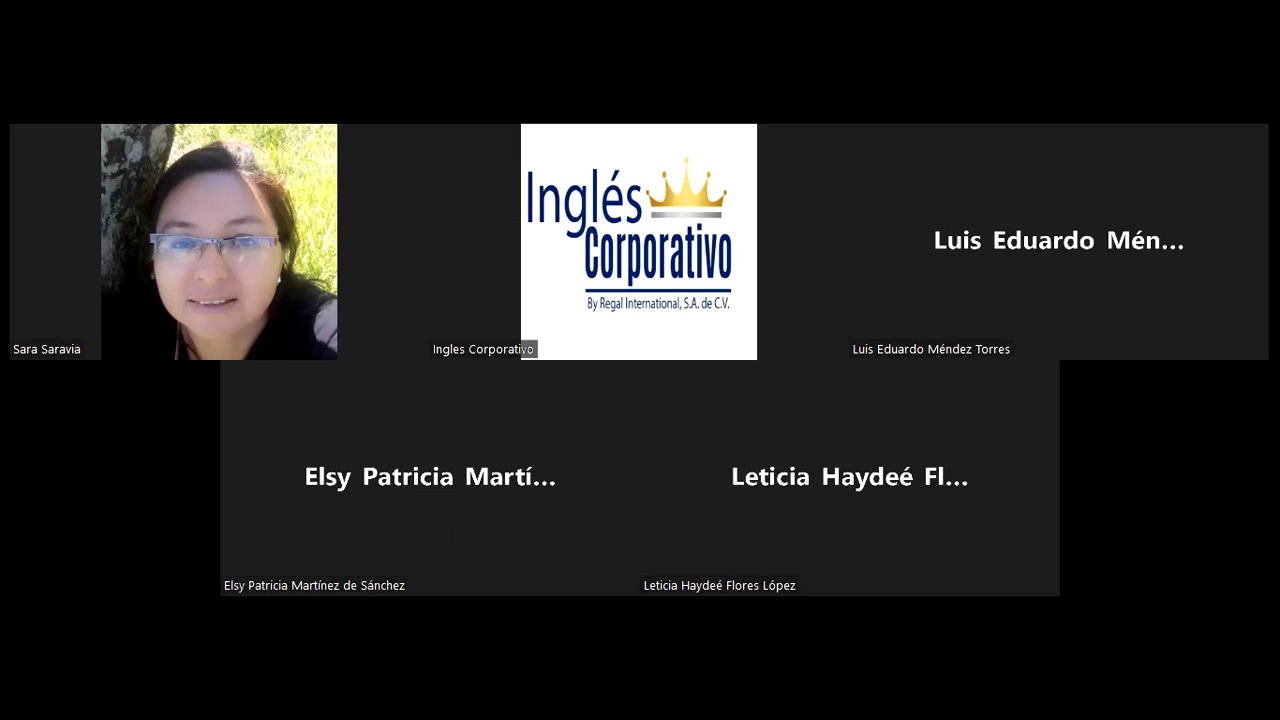 Inglés
Corporativo
By Regal International, S.A. de C.V.
Luis Eduardo Mén...
Sara Saravia
Ingles Corporativo
Luis Eduardo Méndez Torres
Elsy Patricia Martí...
Leticia Haydeé Fl...
Elsy Patricia Martínez de Sánchez
Leticia Haydeé Flores López